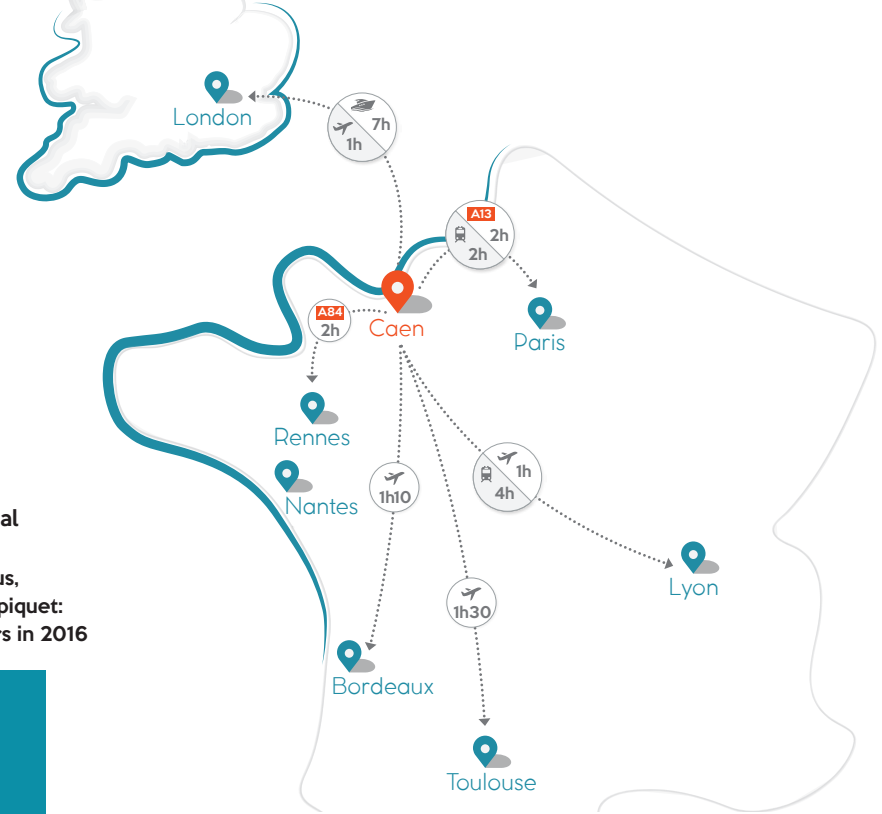 London
7h
1h
A13
2h
2h
Caen
Paris
A84
2h
Rennes
Nantes
1h10
1h
4h
Lyon
1h30
Bordeaux
Toulouse
al
us,
piquet:
rs in 2016